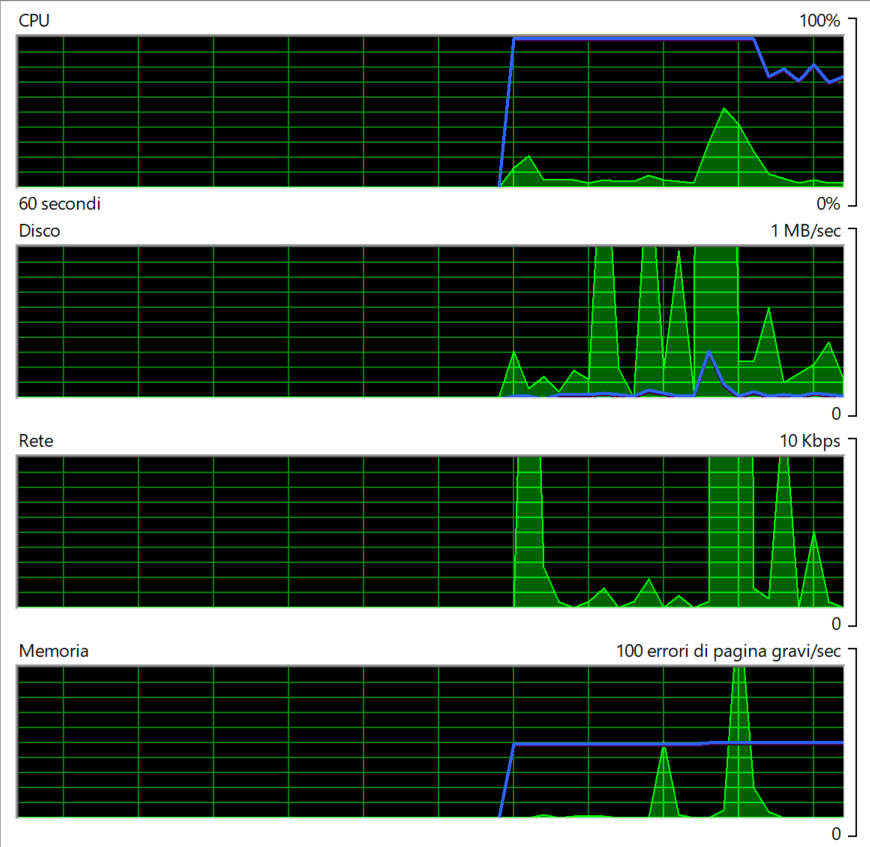 CPU 100%
60 secondi 0%
Disco 1 MB/sec
0
Rete 10 Kbps
0
Memoria 100 errori di pagina gravi/sec
0